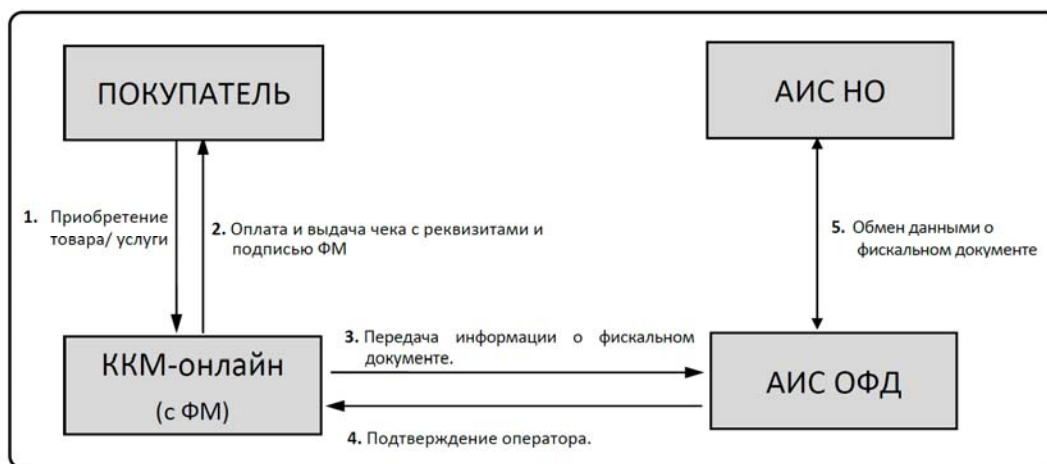 ПОКУПАТЕЛЬ
АИС НО
1. Приобретение
товара/ услуги
2. Оплата и выдача чека с реквизитами и
подписью ФМ
5. Обмен данными о
фискальном документе
3. Передача информации о фискальном
документе.
ККМ-онлайн
(с ФМ)
АИС ОФД
4. Подтверждение оператора.